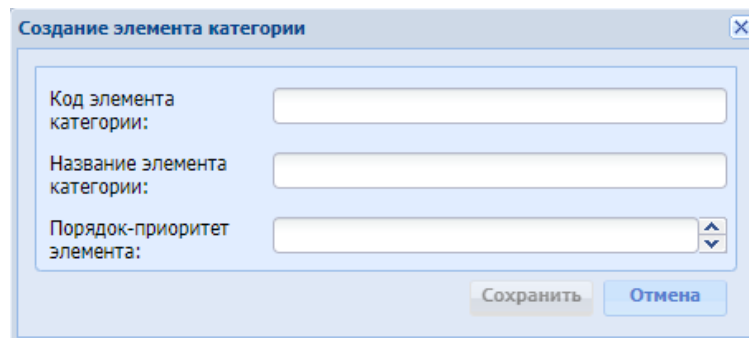 Создание элемента категории
Код элемента
категории:
Название элемента
категории:
Порядок-приоритет
элемента:
Сохранить Отмена